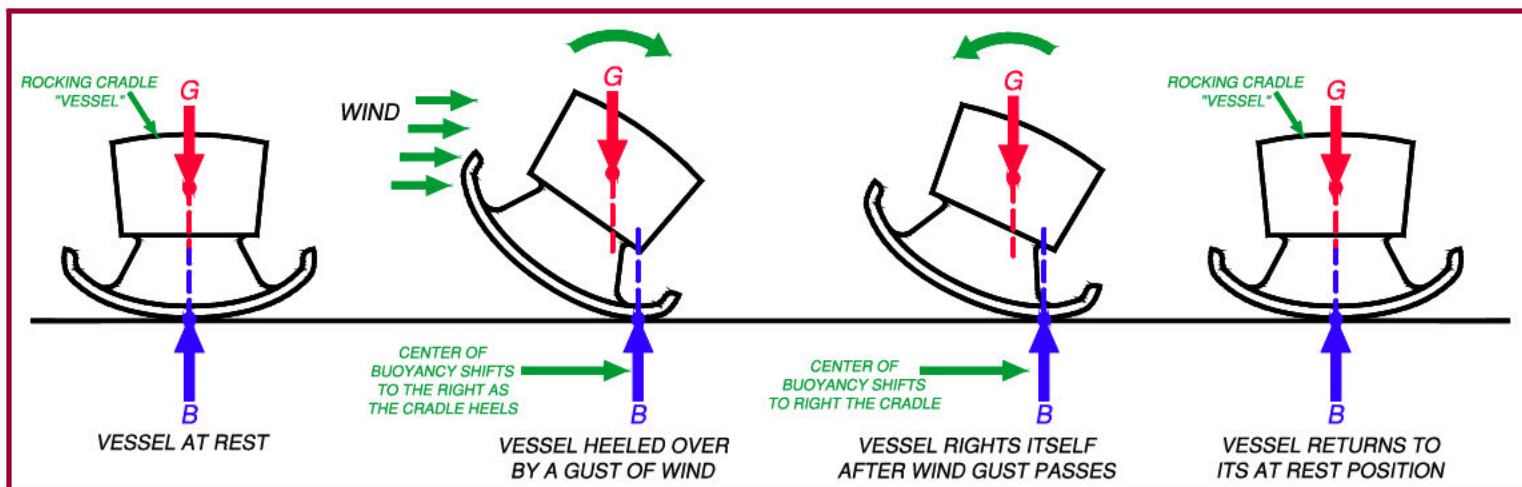 ROCKING CRADLE
"VESSEL"
G
B
VESSEL AT REST
WIND
G
CENTER OF
BUOYANCY SHIFTS
TO THE RIGHT AS
THE CRADLE HEELS
B
VESSEL HEELED OVER
BY A GUST OF WIND
G
CENTER OF
BUOYANCY SHIFTS
TO RIGHT THE CRADLE
B
VESSEL RIGHTS ITSELF
AFTER WIND GUST PASSES
ROCKING CRADLE
"VESSEL"
G
B
VESSEL RETURNS TO
ITS AT REST POSITION